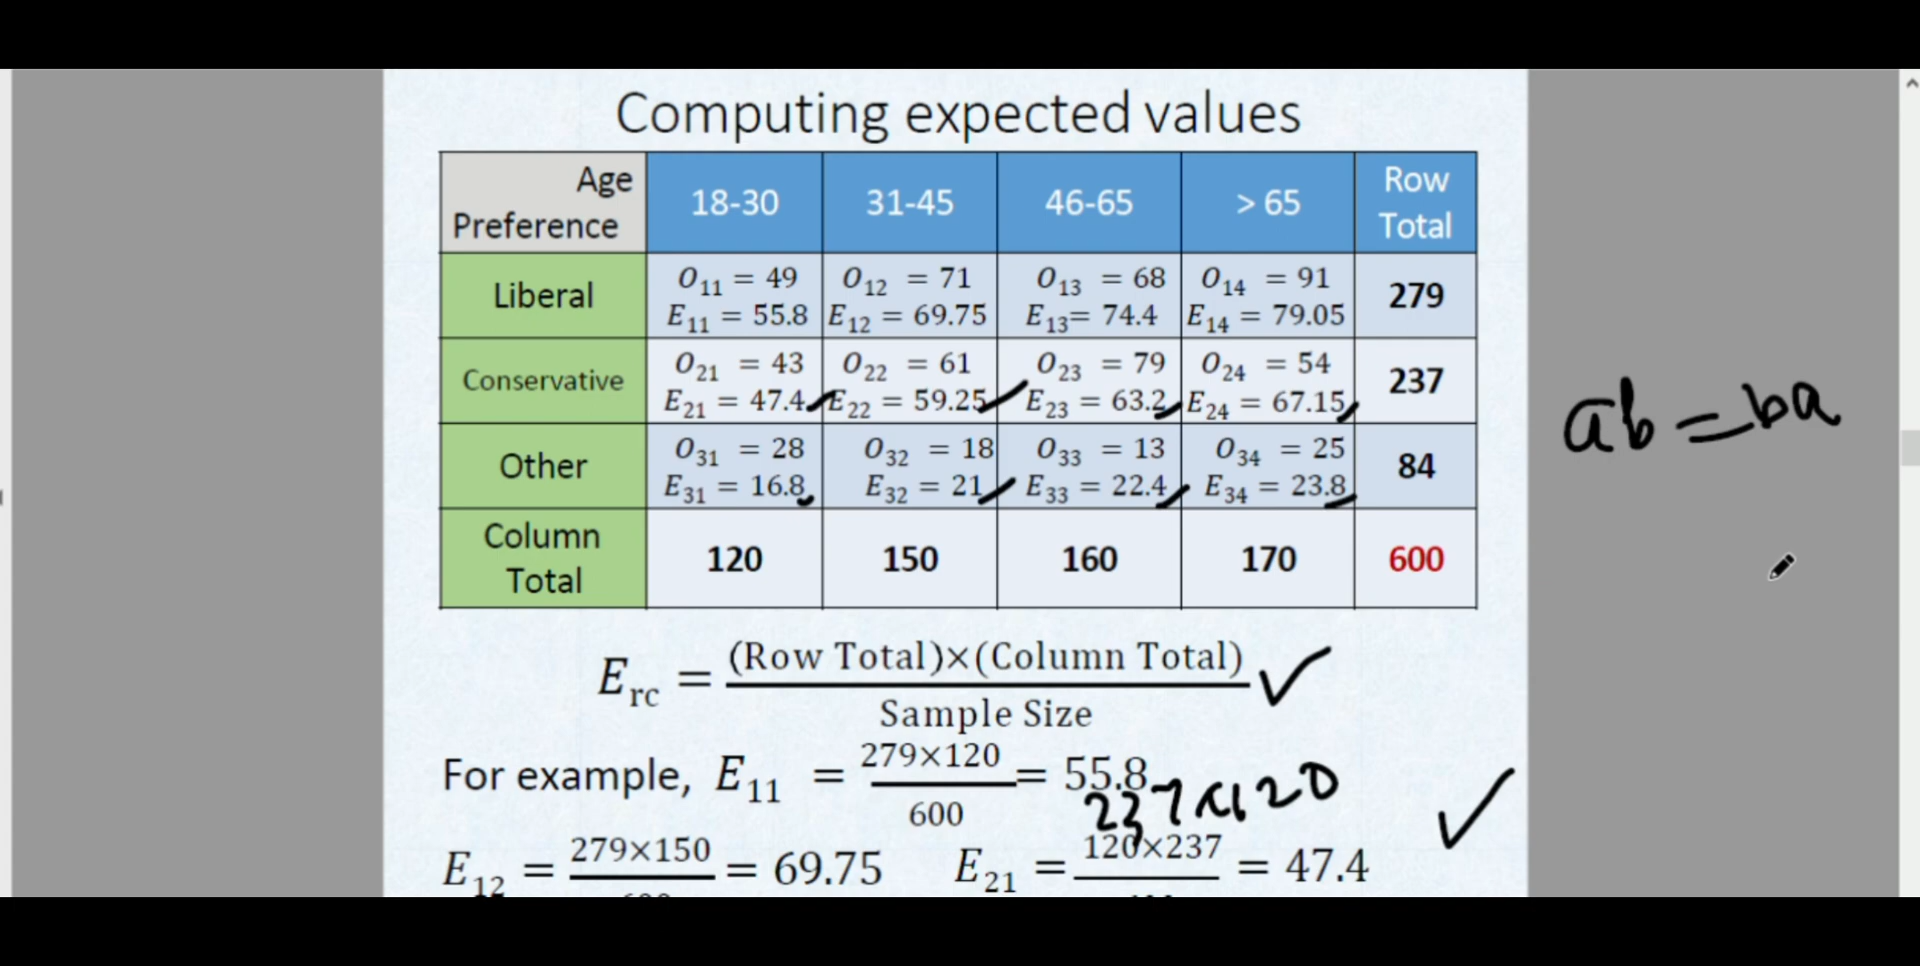 Computing expected values
Age Preference 18-30 31-45 46-65 > 65 Row Total
Liberal O₁₁ = 49 O₁₂ = 71 O₁₃ = 68 O₁₄ = 91 279
E₁₁ = 55.8 E₁₂ = 69.75 E₁₃= 74.4 E₁₄ = 79.05
Conservative O₂₁ = 43 O₂₂ = 61 O₂₃ = 79 O₂₄ = 54 237
E₂₁ = 47.4 E₂₂ = 59.25 E₂₃ = 63.2 E₂₄ = 67.15
ab = ba
Other O₃₁ = 28 O₃₂ = 18 O₃₃ = 13 O₃₄ = 25 84
E₃₁ = 16.8 E₃₂ = 21 E₃₃ = 22.4 E₃₄ = 23.8
Column Total 120 150 160 170 600
(Row Total)×(Column Total)
E_rc =
Sample Size
279×120
For example, E₁₁ = = 55.8
600
237×120
279×150 120×237
E₁₂ = = 69.75 E₂₁ = = 47.4